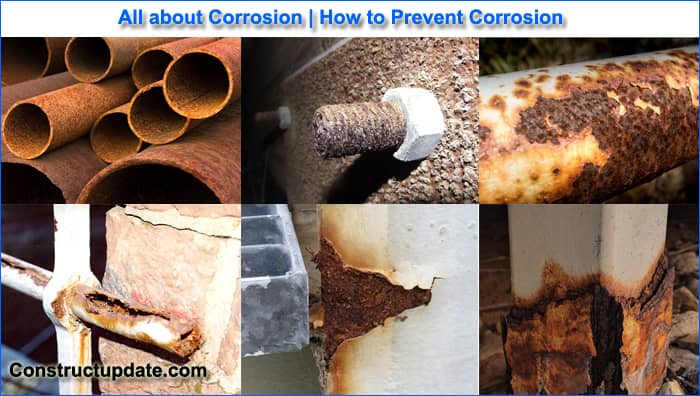 All about Corrosion | How to Prevent Corrosion
Constructupdate.com